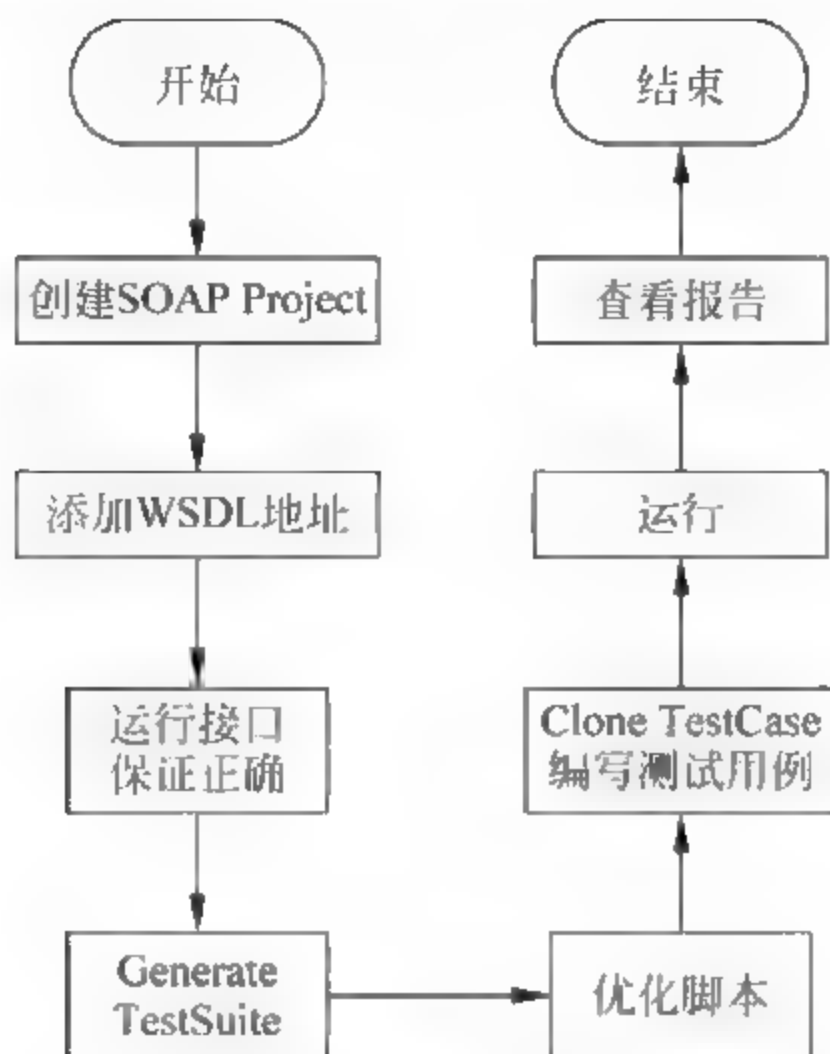 开始
创建SOAP Project
添加WSDL地址
运行接口
保证正确
Generate
TestSuite
优化脚本
Clone TestCase
编写测试用例
运行
查看报告
结束